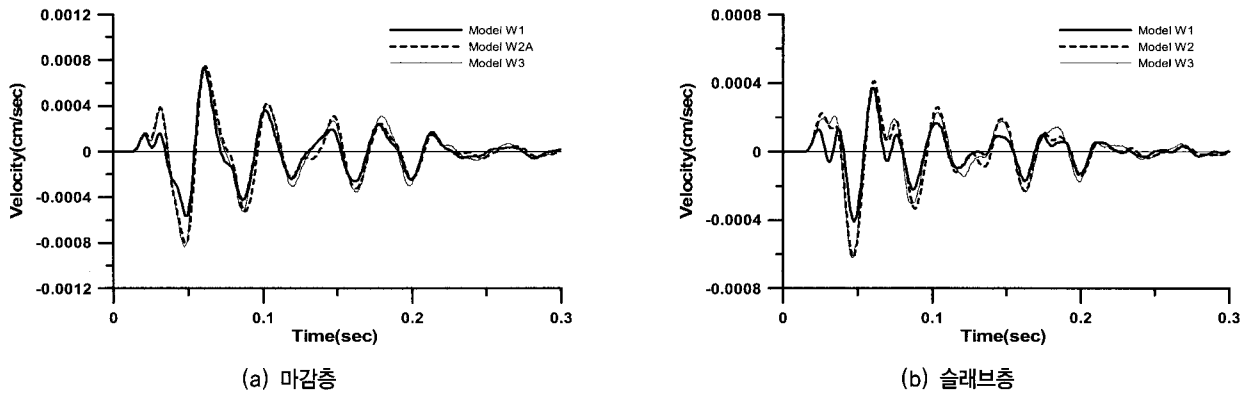 0.0012
0.0008
0.0004
0
-0.0004
-0.0008
-0.0012
Velocity(cm/sec)
Model W1
Model W2A
Model W3
0
0.1
0.2
0.3
Time(sec)
(a) 마감층
0.0008
0.0004
0
-0.0004
-0.0008
Velocity(cm/sec)
Model W1
Model W2
Model W3
0
0.1
0.2
0.3
Time(sec)
(b) 슬래브층